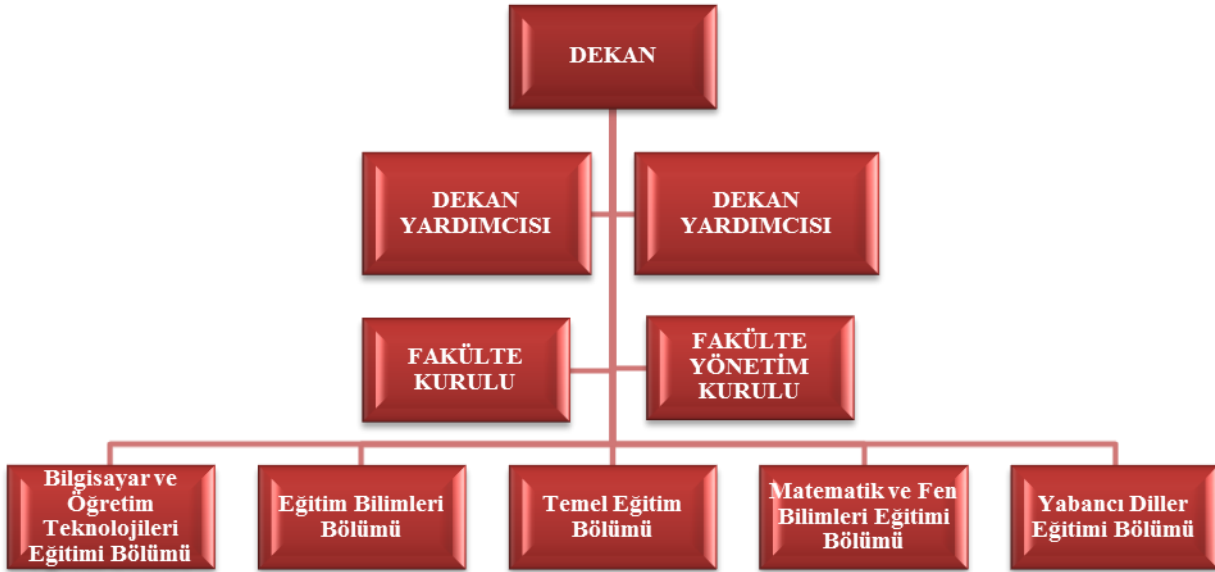 DEKAN
DEKAN
YARDIMCISI
DEKAN
YARDIMCISI
FAKÜLTE
KURULU
FAKÜLTE
YÖNETİM
KURULU
Bilgisayar ve
Öğretim
Teknolojileri
Eğitimi Bölümü
Eğitim Bilimleri
Bölümü
Temel Eğitim
Bölümü
Matematik ve Fen
Bilimleri Eğitimi
Bölümü
Yabancı Diller
Eğitimi Bölümü